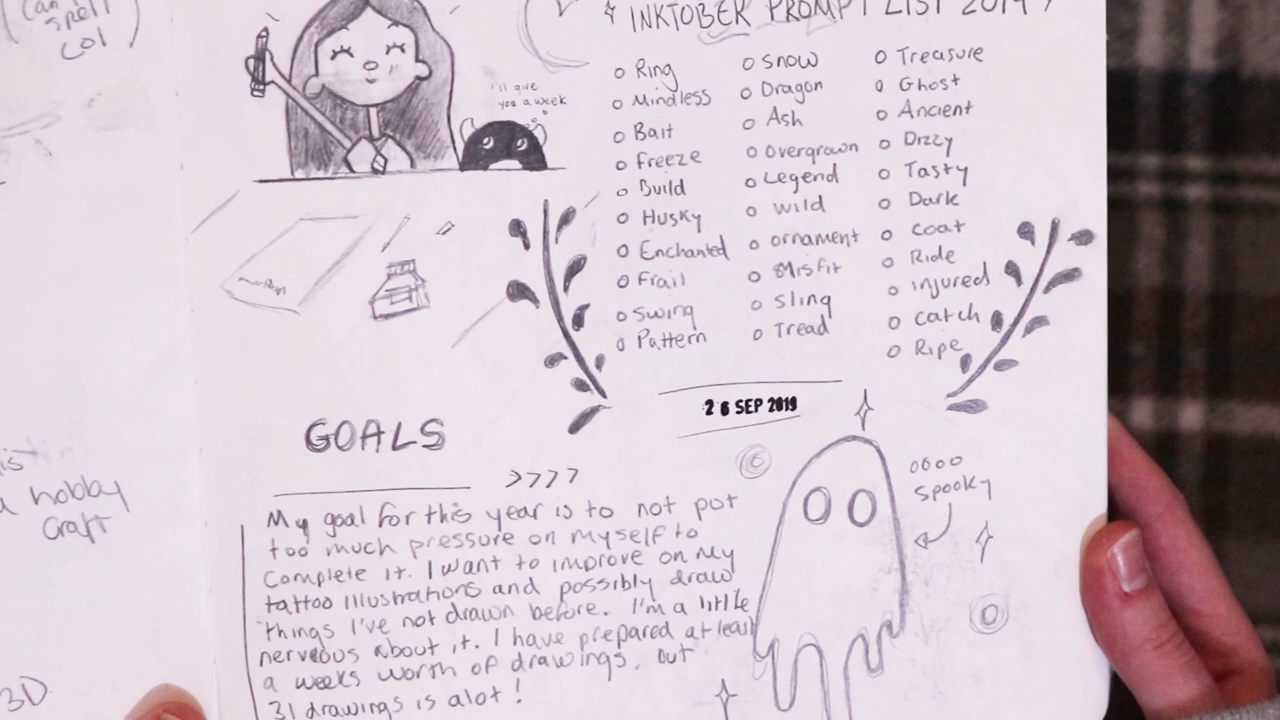 (can't
spell
lol)
I'll give
you a week
INKTOBER PROMPT LIST 2019
Ring
Mindless
Bait
Freeze
Build
Husky
Enchanted
Frail
Swing
Pattern
Snow
Dragon
Ash
Overgrown
Legend
Wild
ornament
Misfit
Sling
Tread
Treasure
Ghost
Ancient
Dizzy
Tasty
Dark
coat
Ride
injured
catch
Ripe
26 SEP 2019
GOALS
My goal for this year is to not pot
too much pressure on myself to
complete it. I want to improve on my
tattoo illustrations and possibly draw
things I've not drawn before. I'm a little
nervous about it. I have prepared at least
a weeks worth of drawings, but
31 drawings is alot!
oooo
spooky
hobby
craft
3D